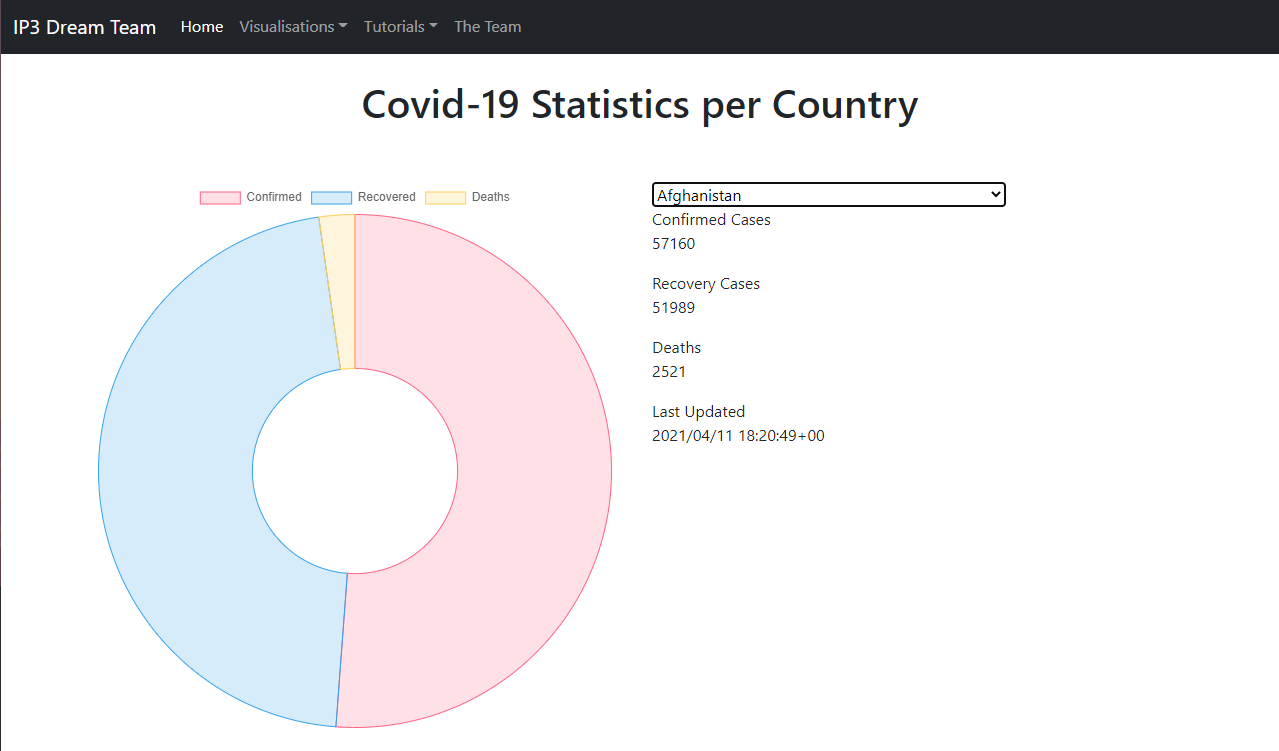 IP3 Dream Team Home Visualisations Tutorials The Team
Covid-19 Statistics per Country
Confirmed Recovered Deaths
Afghanistan
Confirmed Cases
57160
Recovery Cases
51989
Deaths
2521
Last Updated
2021/04/11 18:20:49+00